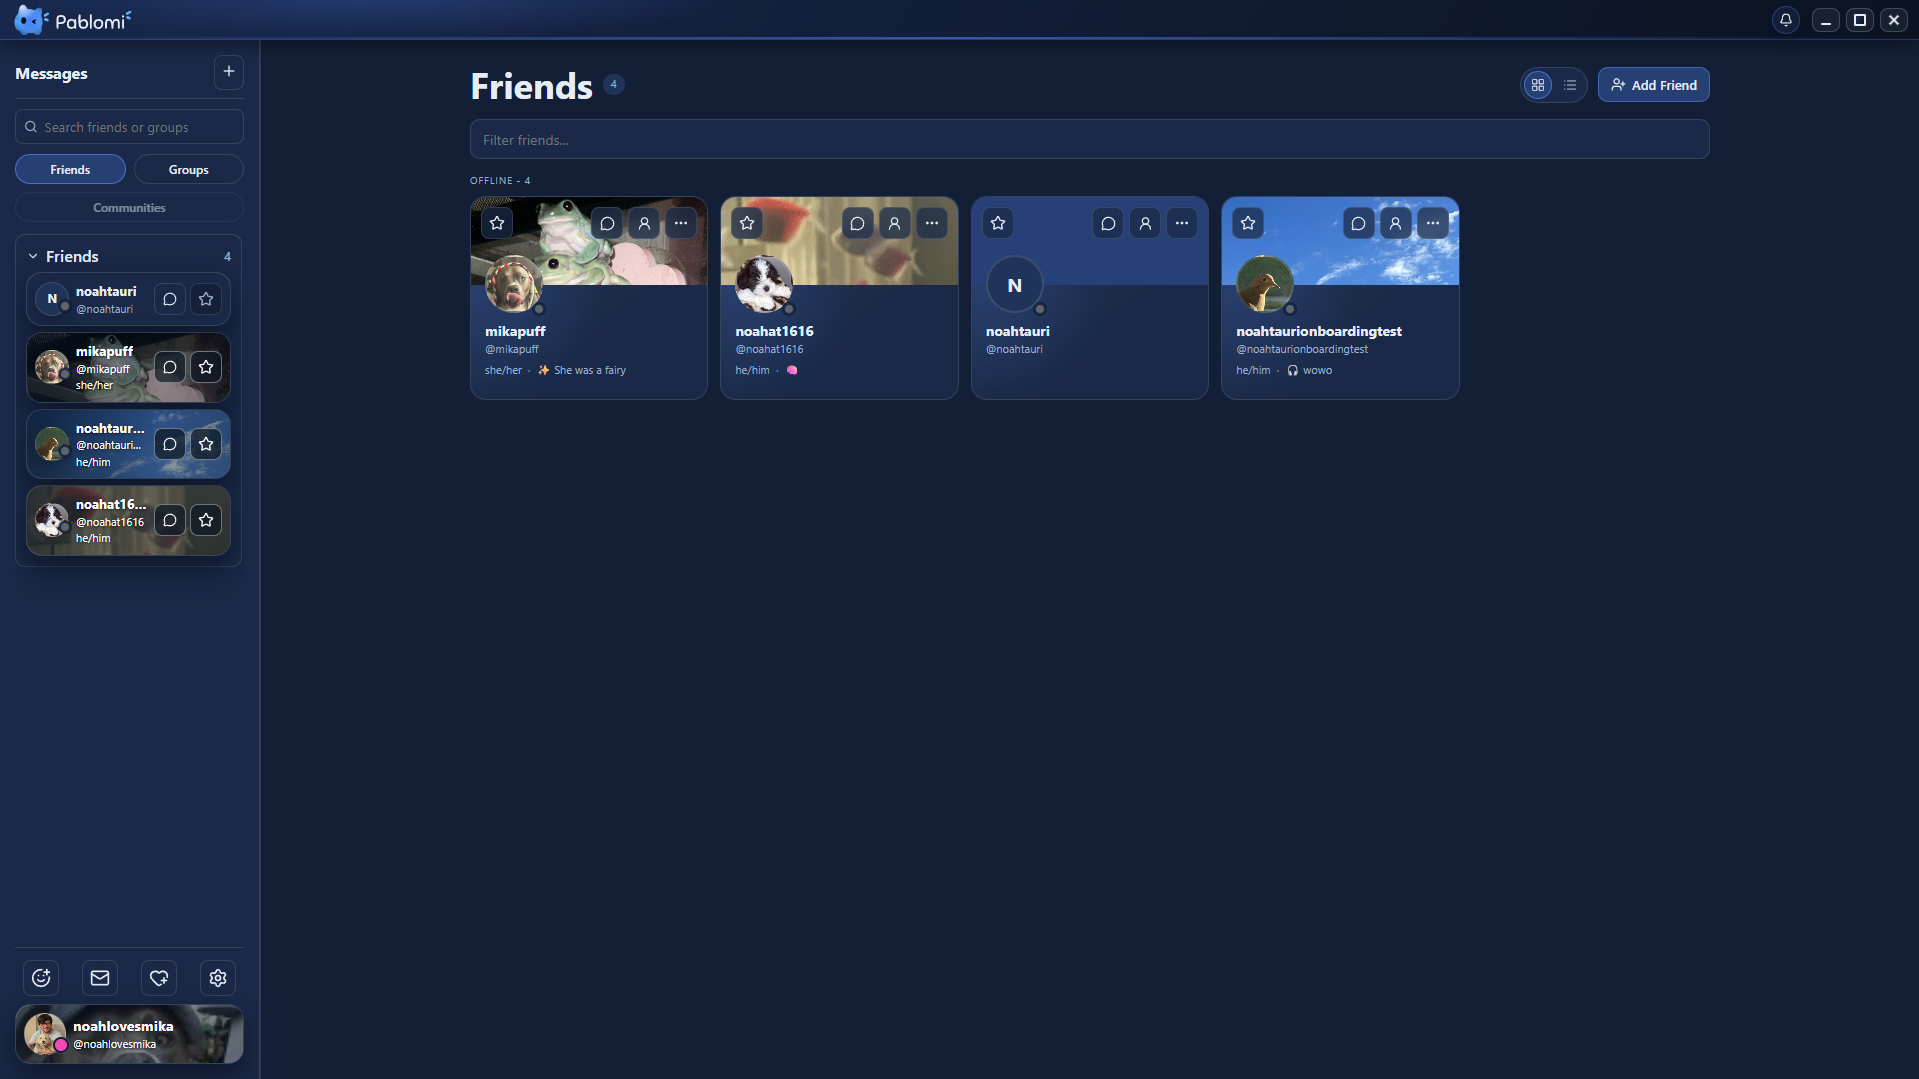 Pablomi
Messages
Search friends or groups
Friends
Groups
Communities
Friends
4
N
noahtauri
@noahtauri
mikapuff
@mikapuff
she/her
noahtaur...
@noahtauri...
he/him
noahat16...
@noahat1616
he/him
noahlovesmika
@noahlovesmika
Friends
4
Add Friend
Filter friends...
OFFLINE - 4
mikapuff
@mikapuff
she/her · ✨ She was a fairy
noahat1616
@noahat1616
he/him · 🧠
N
noahtauri
@noahtauri
noahtaurionboardingtest
@noahtaurionboardingtest
he/him · 🎧 wowo